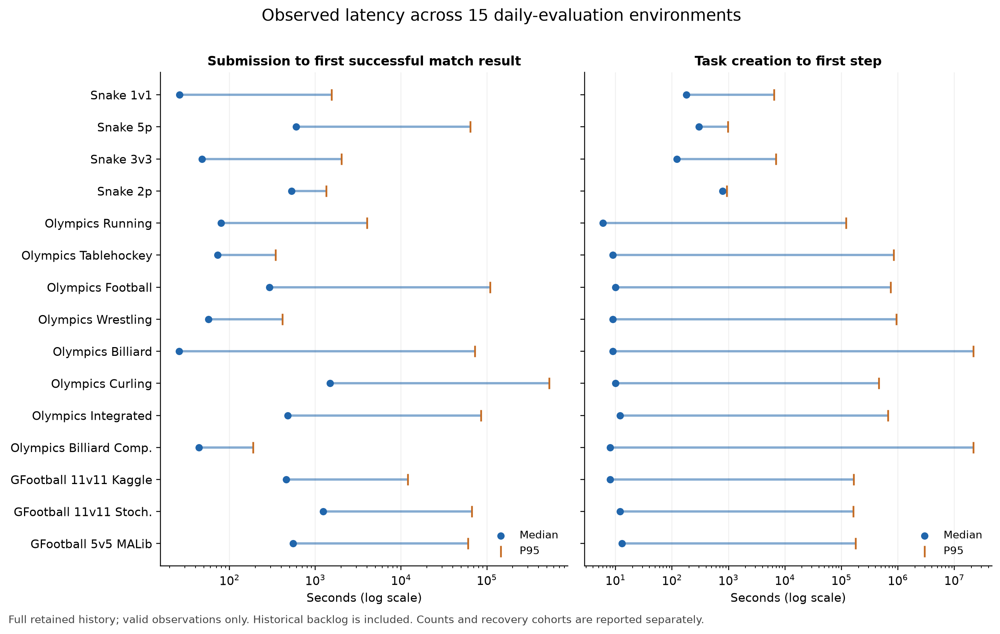 Observed latency across 15 daily-evaluation environments
Submission to first successful match result
Task creation to first step
Snake 1v1
Snake 5p
Snake 3v3
Snake 2p
Olympics Running
Olympics Tablehockey
Olympics Football
Olympics Wrestling
Olympics Billiard
Olympics Curling
Olympics Integrated
Olympics Billiard Comp.
GFootball 11v11 Kaggle
GFootball 11v11 Stoch.
GFootball 5v5 MALib
Median
P95
Median
P95
10² 10³ 10⁴ 10⁵
10¹ 10² 10³ 10⁴ 10⁵ 10⁶ 10⁷
Seconds (log scale)
Seconds (log scale)
Full retained history; valid observations only. Historical backlog is included. Counts and recovery cohorts are reported separately.